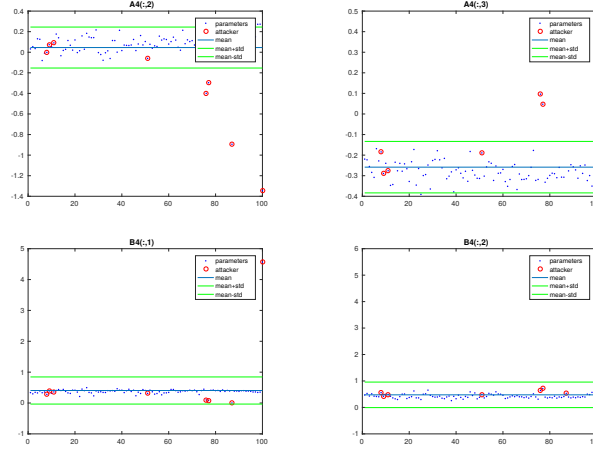 A4(:,2)
0.4
0.2
0
-0.2
-0.4
-0.6
-0.8
-1
-1.2
-1.4
0
20
40
60
80
100
parameters
attacker
mean
mean+std
mean-std
A4(:,3)
0.5
0.4
0.3
0.2
0.1
0
-0.1
-0.2
-0.3
-0.4
0
20
40
60
80
100
parameters
attacker
mean
mean+std
mean-std
B4(:,1)
6
5
4
3
2
1
0
-1
0
20
40
60
80
100
parameters
attacker
mean
mean+std
mean-std
B4(:,2)
6
5
4
3
2
1
0
-1
0
20
40
60
80
100
parameters
attacker
mean
mean+std
mean-std